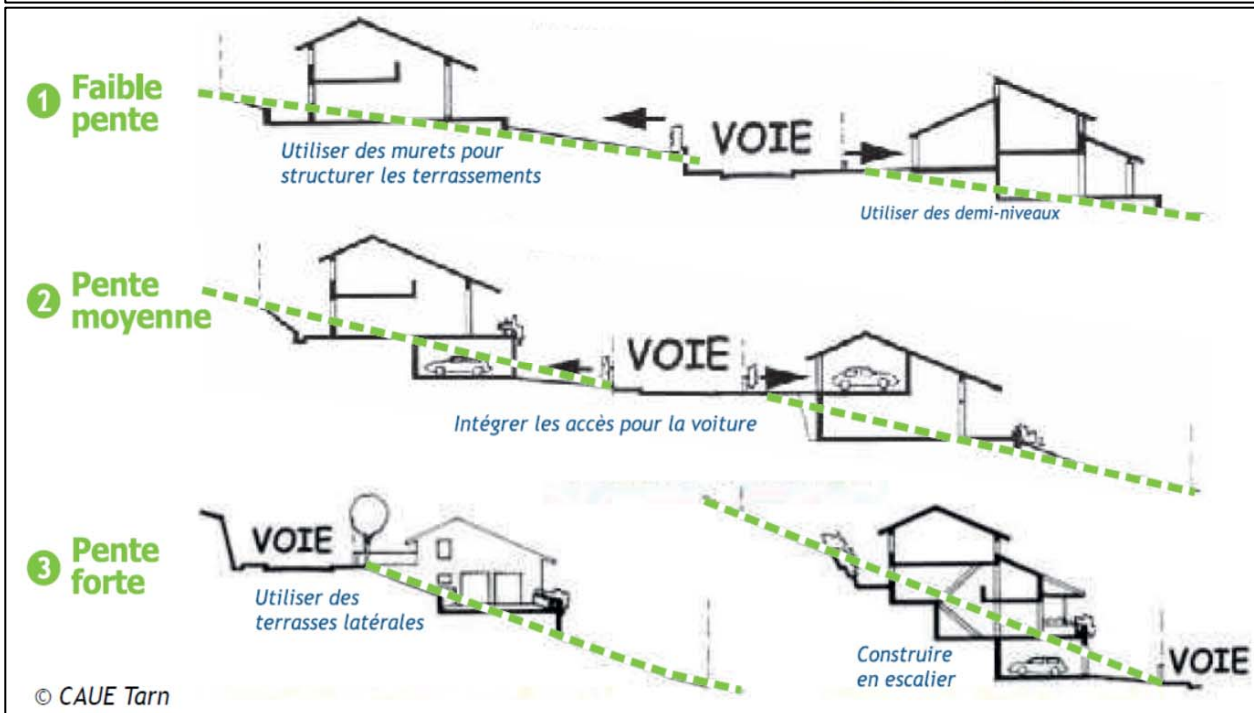 1 Faible
pente
VOIE
Utiliser des murets pour
structurer les terrassements
Utiliser des demi-niveaux
2 Pente
moyenne
VOIE
Intégrer les accès pour la voiture
3 Pente
forte
VOIE
Utiliser des
terrasses latérales
Construire
en escalier
VOIE
© CAUE Tarn